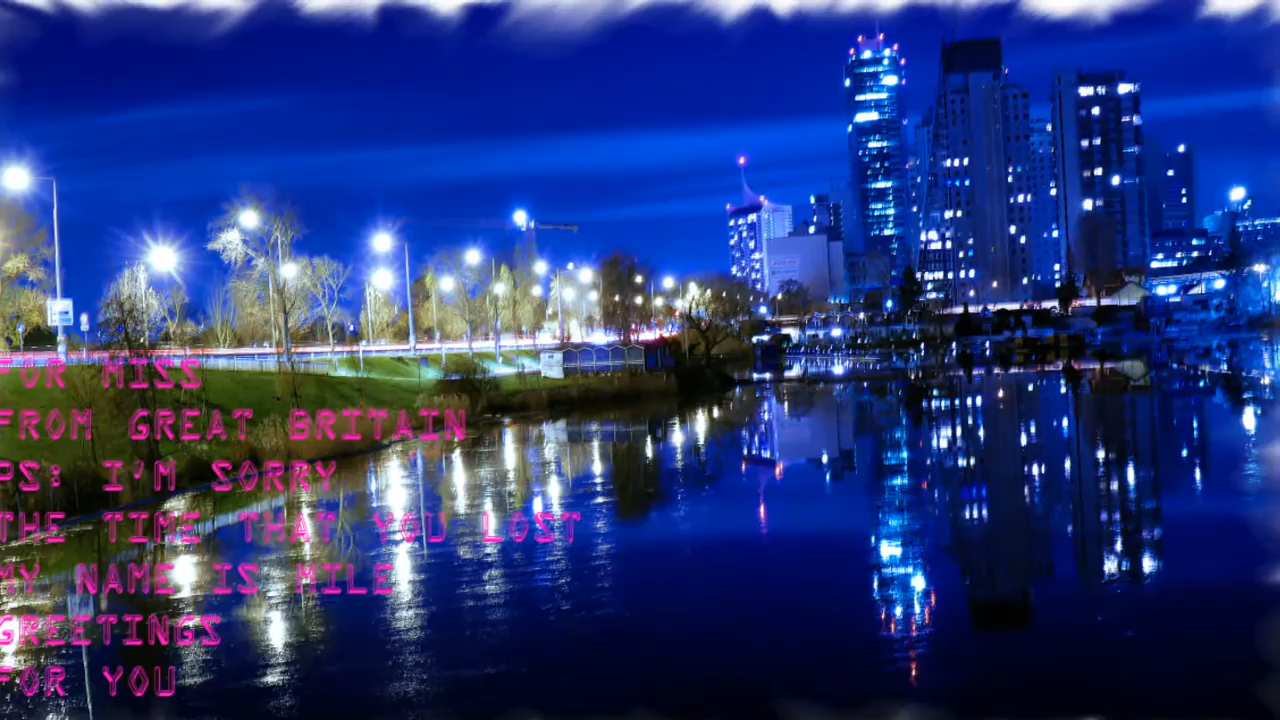 FOR MISS
FROM GREAT BRITAIN
PS: I'M SORRY
THE TIME THAT YOU LOST
MY NAME IS MILE
GREETINGS
FOR YOU